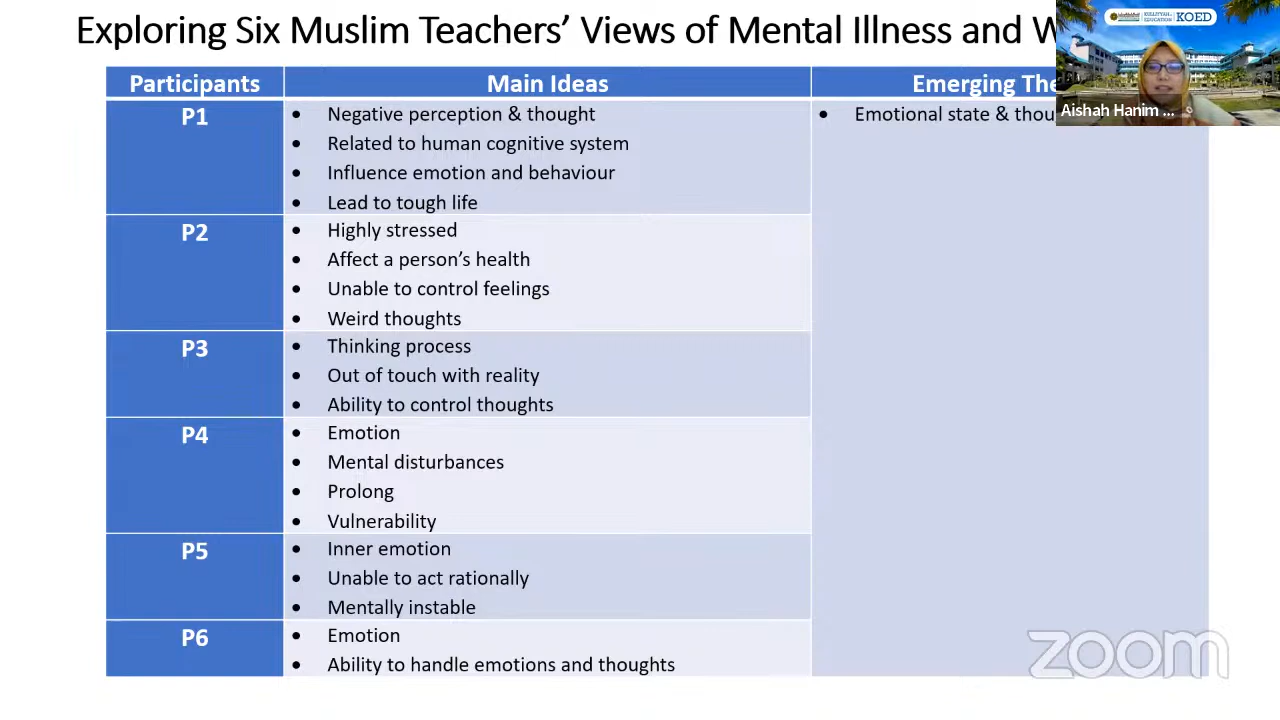 Exploring Six Muslim Teachers’ Views of Mental Illness and W
KULLIYYAH of EDUCATION KOED
Aishah Hanim ...
Participants Main Ideas Emerging The
P1
• Negative perception & thought
• Related to human cognitive system
• Influence emotion and behaviour
• Lead to tough life
• Emotional state & thou
P2
• Highly stressed
• Affect a person’s health
• Unable to control feelings
• Weird thoughts
P3
• Thinking process
• Out of touch with reality
• Ability to control thoughts
P4
• Emotion
• Mental disturbances
• Prolong
• Vulnerability
P5
• Inner emotion
• Unable to act rationally
• Mentally instable
P6
• Emotion
• Ability to handle emotions and thoughts
zoom